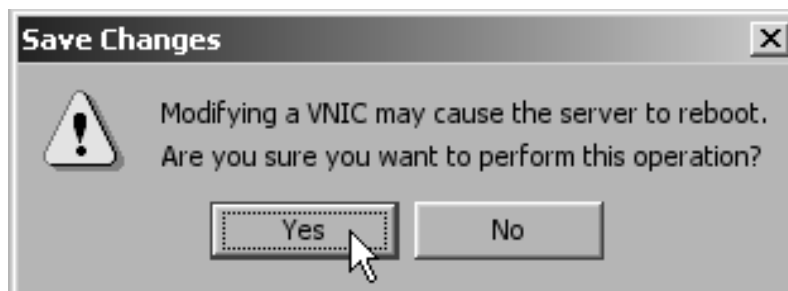 Save Changes
Modifying a VNIC may cause the server to reboot.
Are you sure you want to perform this operation?
Yes
No